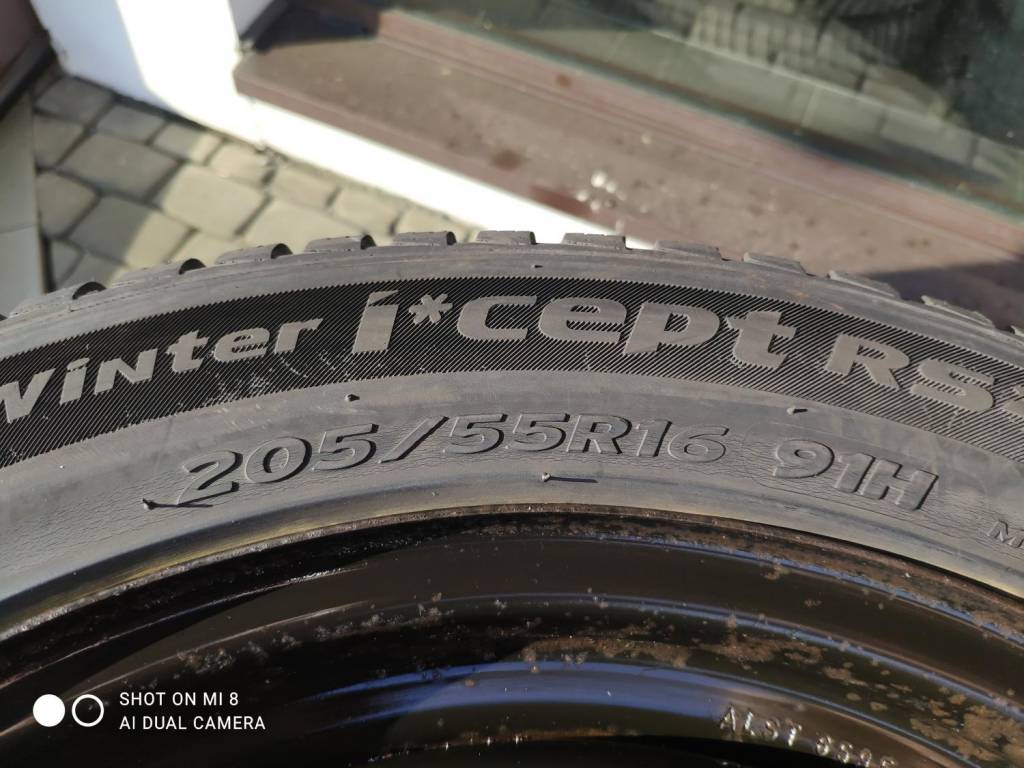 Winter i*cept RS
205/55R16 91H
M
SHOT ON MI 8
AI DUAL CAMERA